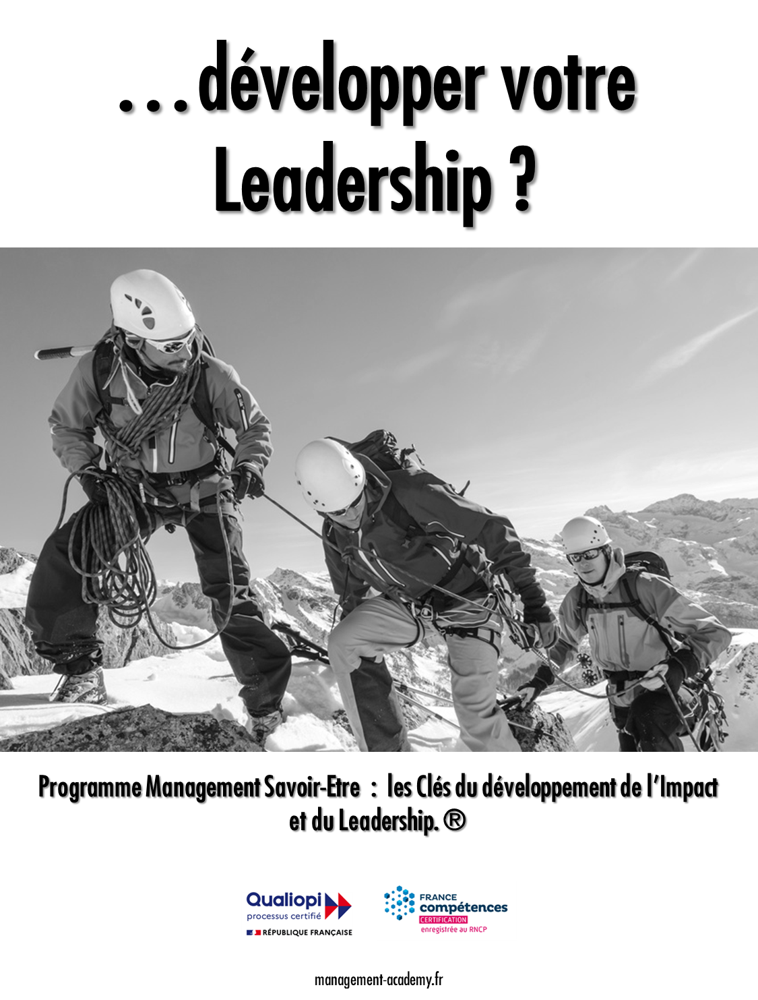 ...développer votre
Leadership ?
Programme Management Savoir-Etre : les Clés du développement de l’Impact
et du Leadership. ®
Qualiopi
processus certifié
RÉPUBLIQUE FRANÇAISE
FRANCE
compétences
CERTIFICATION
enregistrée au RNCP
management-academy.fr